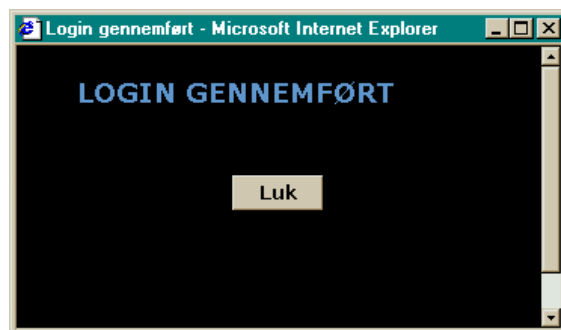 Login gennemført - Microsoft Internet Explorer
LOGIN GENNEMFØRT
Luk